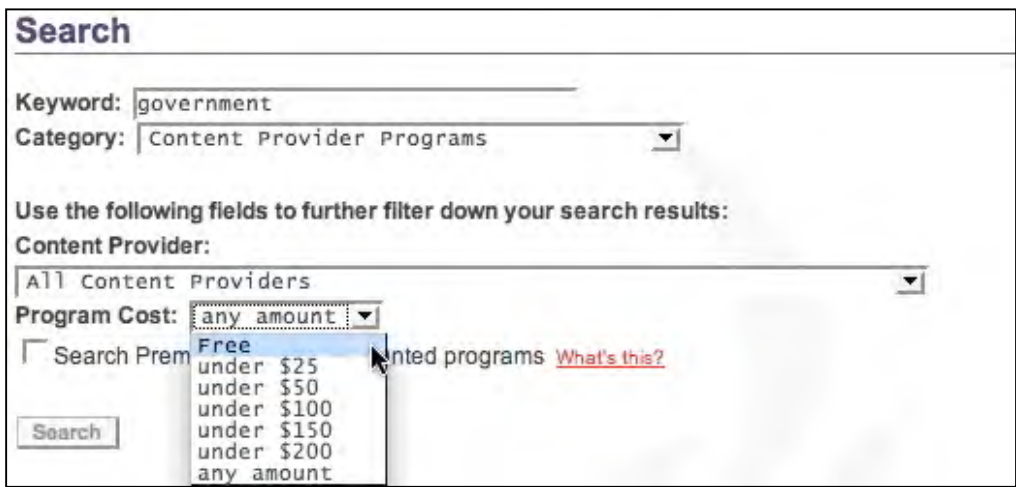 Search
Keyword: government
Category: Content Provider Programs
Use the following fields to further filter down your search results:
Content Provider:
All Content Providers
Program Cost: any amount
Free
Search Prem nted programs What's this?
under $25
under $50
under $100
under $150
Search
under $200
any amount